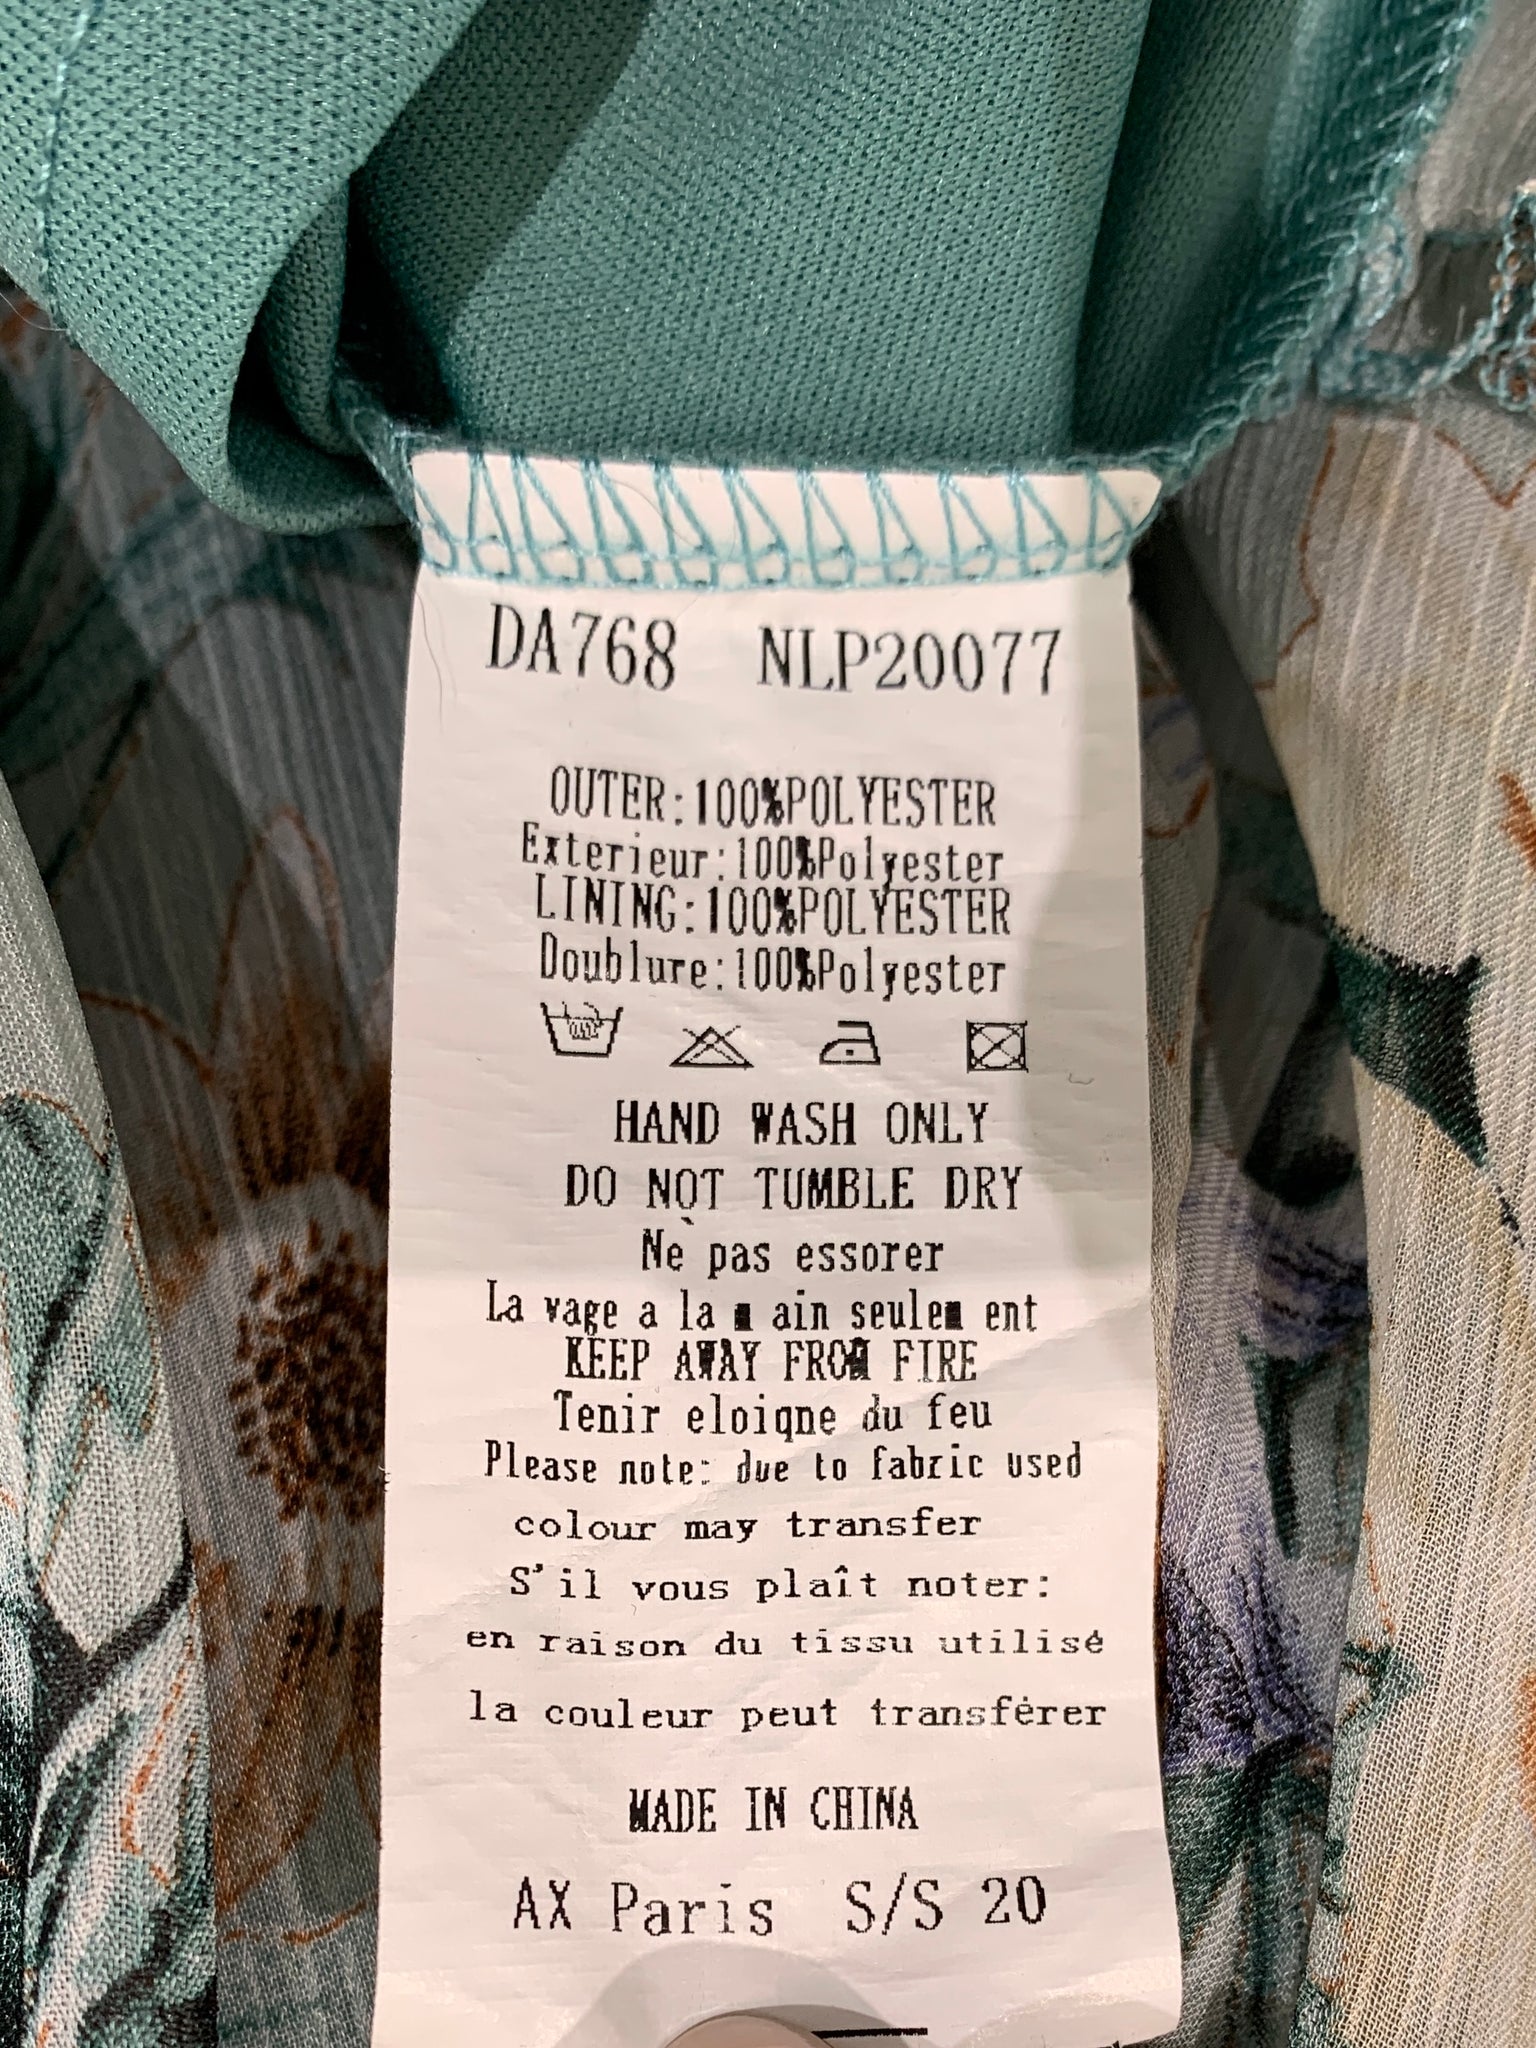 DA768 NLP20077
OUTER:100%POLYESTER
Exterieur:100%Polyester
LINING:100%POLYESTER
Doublure:100%Polyester
HAND WASH ONLY
DO NOT TUMBLE DRY
Ne pas essorer
La vage a la m ain seulem ent
KEEP AWAY FROM FIRE
Tenir eloiqne du feu
Please note: due to fabric used
colour may transfer
S'il vous plaît noter:
en raison du tissu utilisé
la couleur peut transférer
MADE IN CHINA
AX Paris S/S 20